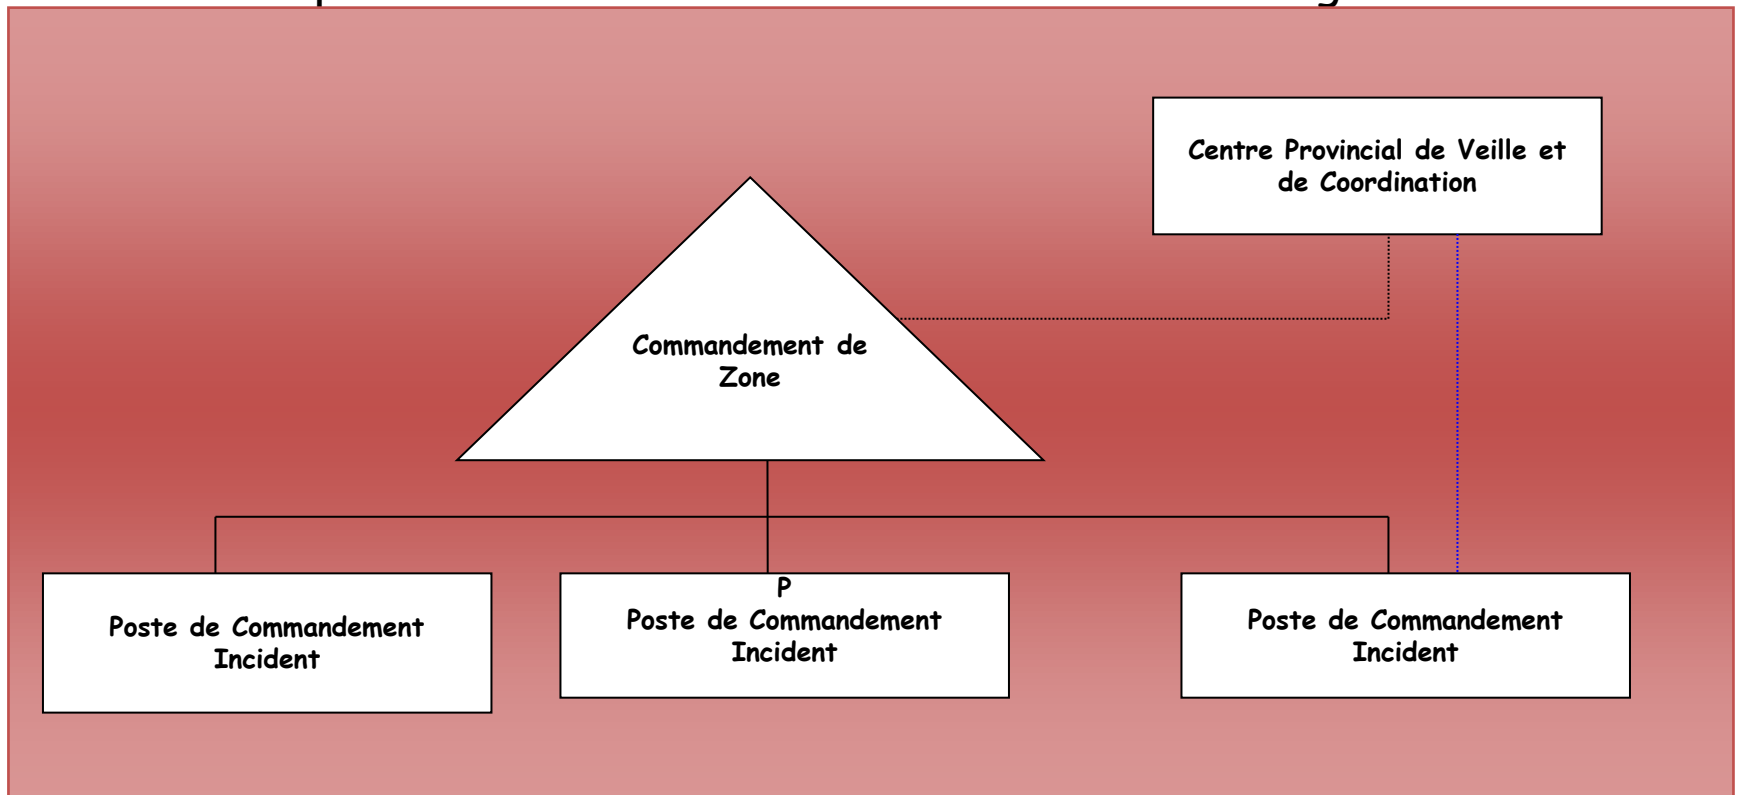 Centre Provincial de Veille et
de Coordination
Commandement de
Zone
Poste de Commandement
Incident
P
Poste de Commandement
Incident
Poste de Commandement
Incident